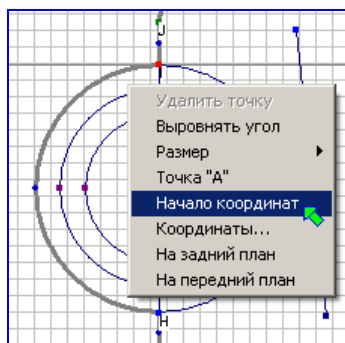 J
Удалить точку
Выровнять угол
Размер
Точка "А"
Начало координат
Координаты...
На задний план
На передний план
H